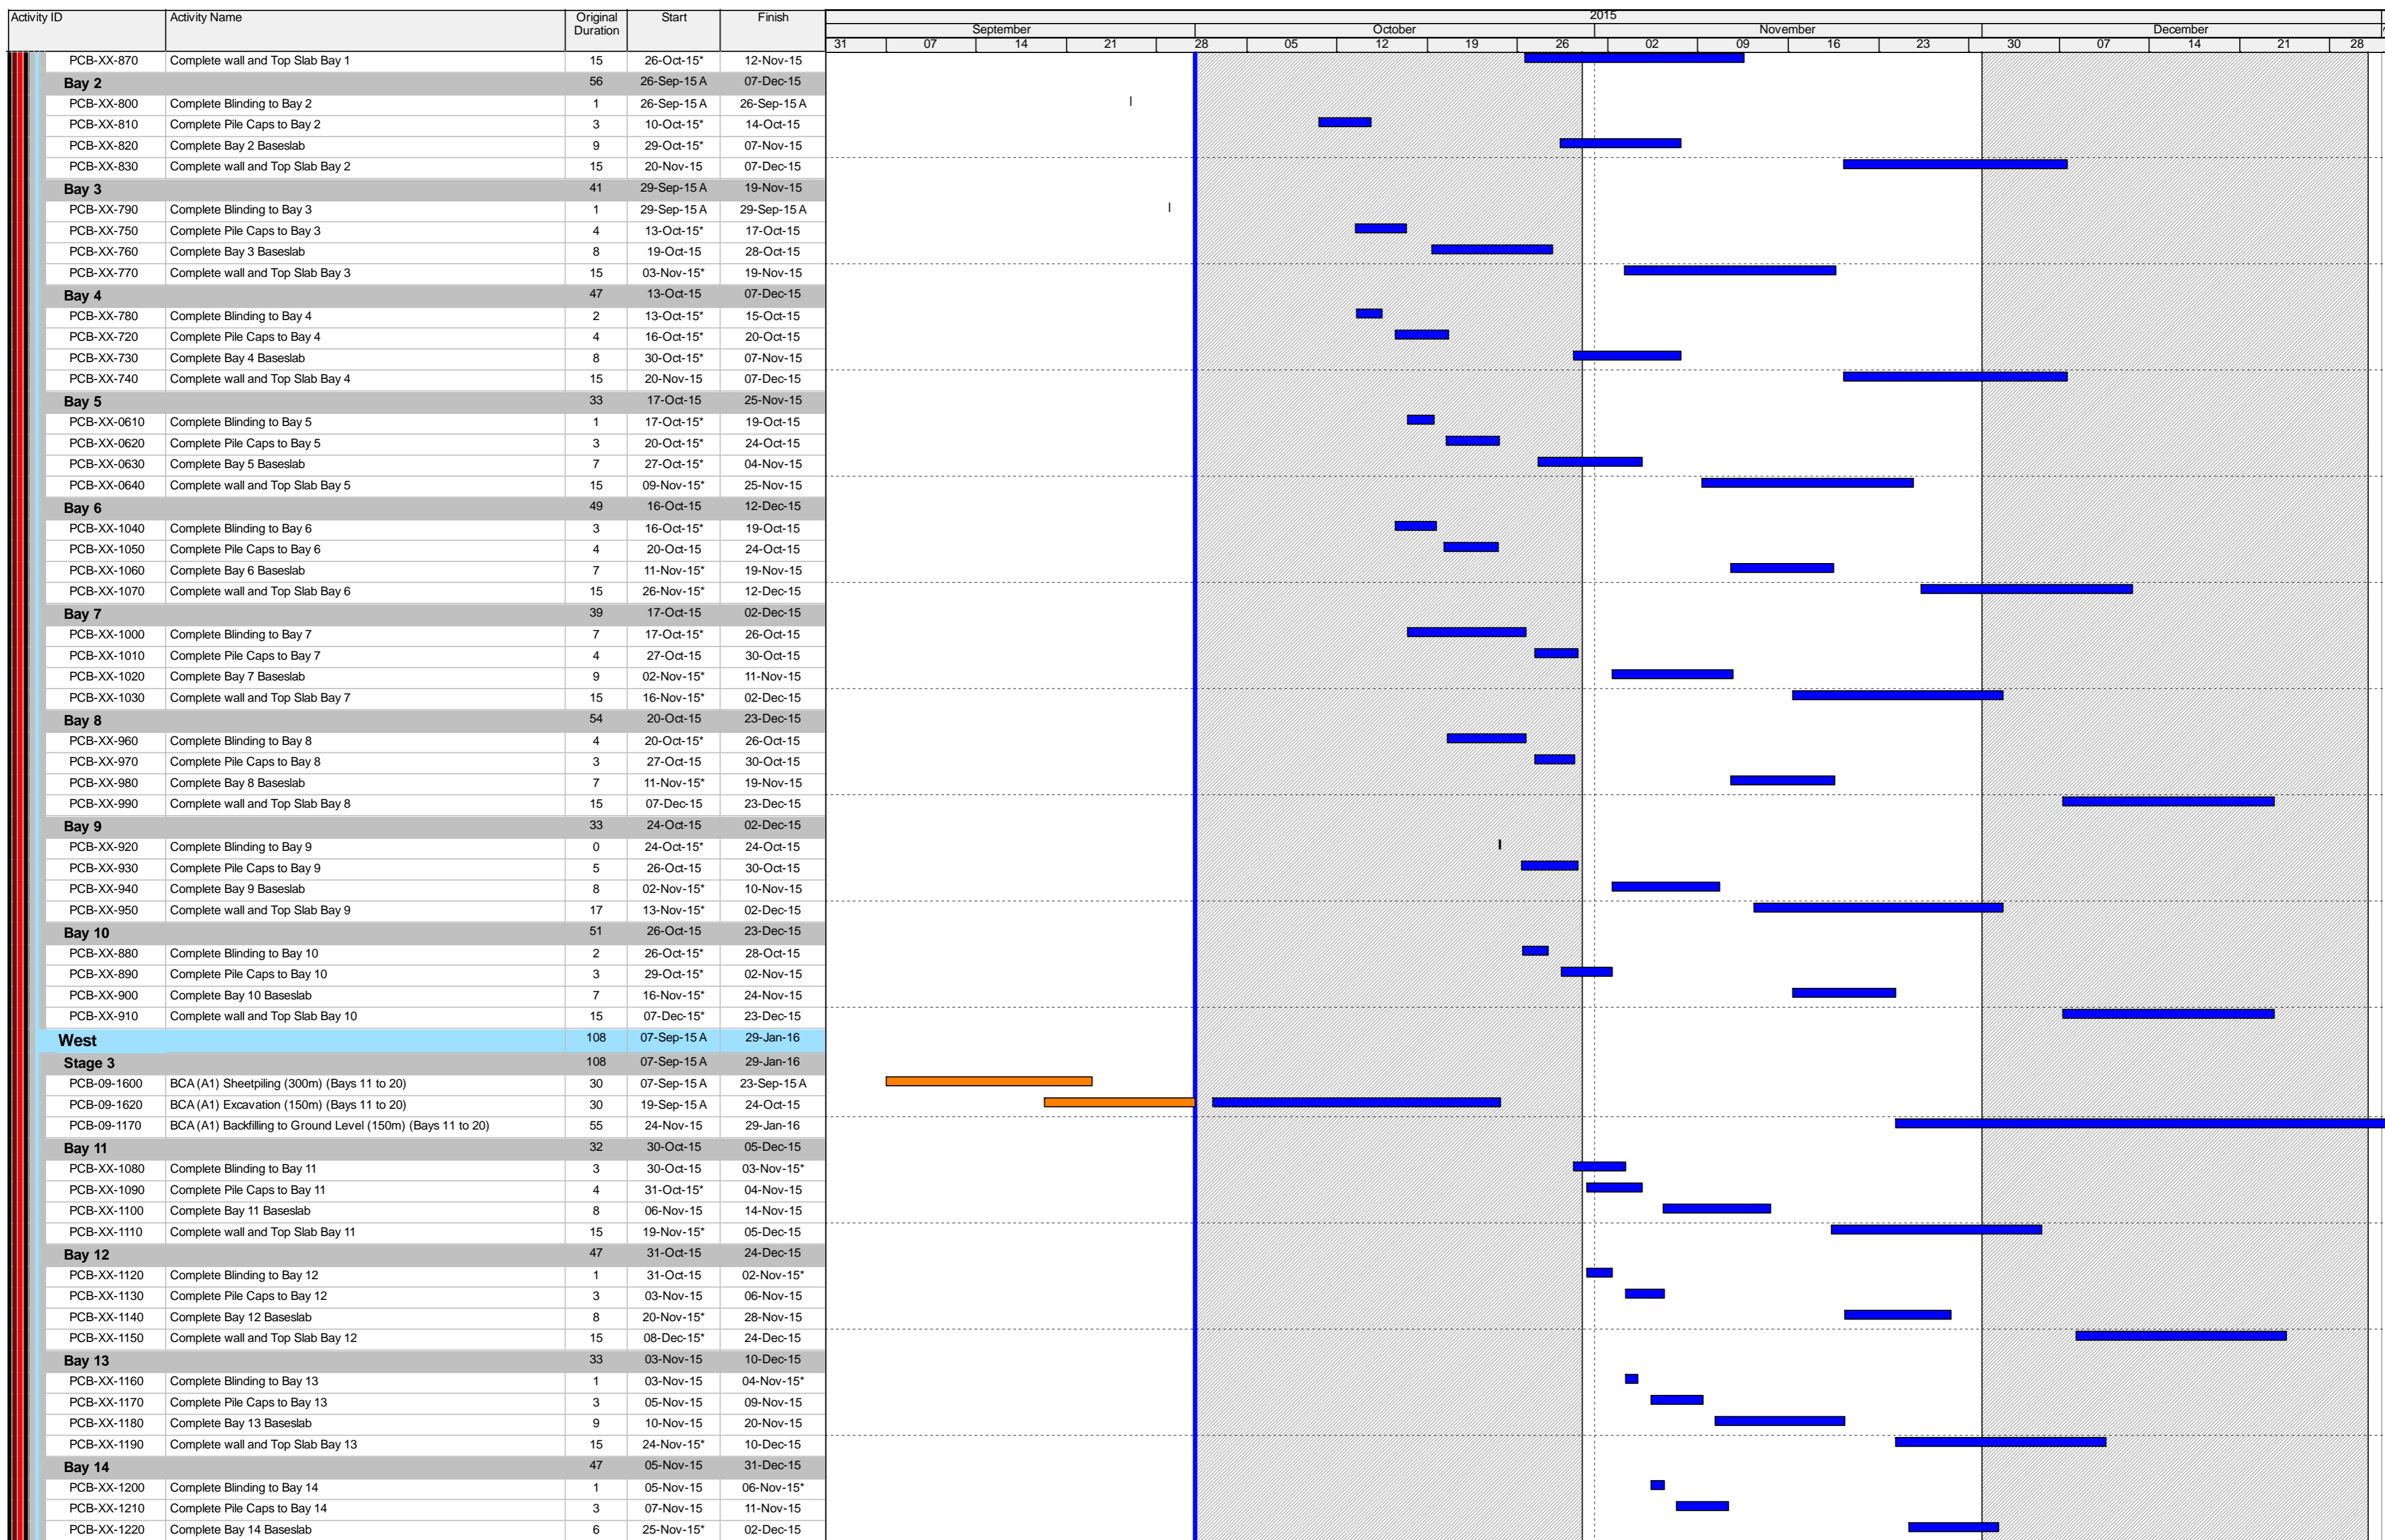 Activity ID Activity Name Original Duration Start Finish 2015
September October November December
31 07 14 21 28 05 12 19 26 02 09 16 23 30 07 14 21 28
PCB-XX-870 Complete wall and Top Slab Bay 1 15 26-Oct-15* 12-Nov-15
Bay 2 56 26-Sep-15 A 07-Dec-15
PCB-XX-800 Complete Blinding to Bay 2 1 26-Sep-15 A 26-Sep-15 A
PCB-XX-810 Complete Pile Caps to Bay 2 3 10-Oct-15* 14-Oct-15
PCB-XX-820 Complete Bay 2 Baseslab 9 29-Oct-15* 07-Nov-15
PCB-XX-830 Complete wall and Top Slab Bay 2 15 20-Nov-15 07-Dec-15
Bay 3 41 29-Sep-15 A 19-Nov-15
PCB-XX-790 Complete Blinding to Bay 3 1 29-Sep-15 A 29-Sep-15 A
PCB-XX-750 Complete Pile Caps to Bay 3 4 13-Oct-15* 17-Oct-15
PCB-XX-760 Complete Bay 3 Baseslab 8 19-Oct-15 28-Oct-15
PCB-XX-770 Complete wall and Top Slab Bay 3 15 03-Nov-15* 19-Nov-15
Bay 4 47 13-Oct-15 07-Dec-15
PCB-XX-780 Complete Blinding to Bay 4 2 13-Oct-15* 15-Oct-15
PCB-XX-720 Complete Pile Caps to Bay 4 4 16-Oct-15* 20-Oct-15
PCB-XX-730 Complete Bay 4 Baseslab 8 30-Oct-15* 07-Nov-15
PCB-XX-740 Complete wall and Top Slab Bay 4 15 20-Nov-15 07-Dec-15
Bay 5 33 17-Oct-15 25-Nov-15
PCB-XX-0610 Complete Blinding to Bay 5 1 17-Oct-15* 19-Oct-15
PCB-XX-0620 Complete Pile Caps to Bay 5 3 20-Oct-15* 24-Oct-15
PCB-XX-0630 Complete Bay 5 Baseslab 7 27-Oct-15* 04-Nov-15
PCB-XX-0640 Complete wall and Top Slab Bay 5 15 09-Nov-15* 25-Nov-15
Bay 6 49 16-Oct-15 12-Dec-15
PCB-XX-1040 Complete Blinding to Bay 6 3 16-Oct-15* 19-Oct-15
PCB-XX-1050 Complete Pile Caps to Bay 6 4 20-Oct-15 24-Oct-15
PCB-XX-1060 Complete Bay 6 Baseslab 7 11-Nov-15* 19-Nov-15
PCB-XX-1070 Complete wall and Top Slab Bay 6 15 26-Nov-15* 12-Dec-15
Bay 7 39 17-Oct-15 02-Dec-15
PCB-XX-1000 Complete Blinding to Bay 7 7 17-Oct-15* 26-Oct-15
PCB-XX-1010 Complete Pile Caps to Bay 7 4 27-Oct-15 30-Oct-15
PCB-XX-1020 Complete Bay 7 Baseslab 9 02-Nov-15* 11-Nov-15
PCB-XX-1030 Complete wall and Top Slab Bay 7 15 16-Nov-15* 02-Dec-15
Bay 8 54 20-Oct-15 23-Dec-15
PCB-XX-960 Complete Blinding to Bay 8 4 20-Oct-15* 26-Oct-15
PCB-XX-970 Complete Pile Caps to Bay 8 3 27-Oct-15 30-Oct-15
PCB-XX-980 Complete Bay 8 Baseslab 7 11-Nov-15* 19-Nov-15
PCB-XX-990 Complete wall and Top Slab Bay 8 15 07-Dec-15 23-Dec-15
Bay 9 33 24-Oct-15 02-Dec-15
PCB-XX-920 Complete Blinding to Bay 9 0 24-Oct-15* 24-Oct-15
PCB-XX-930 Complete Pile Caps to Bay 9 5 26-Oct-15 30-Oct-15
PCB-XX-940 Complete Bay 9 Baseslab 8 02-Nov-15* 10-Nov-15
PCB-XX-950 Complete wall and Top Slab Bay 9 17 13-Nov-15* 02-Dec-15
Bay 10 51 26-Oct-15 23-Dec-15
PCB-XX-880 Complete Blinding to Bay 10 2 26-Oct-15* 28-Oct-15
PCB-XX-890 Complete Pile Caps to Bay 10 3 29-Oct-15* 02-Nov-15
PCB-XX-900 Complete Bay 10 Baseslab 7 16-Nov-15* 24-Nov-15
PCB-XX-910 Complete wall and Top Slab Bay 10 15 07-Dec-15* 23-Dec-15
West 108 07-Sep-15 A 29-Jan-16
Stage 3 108 07-Sep-15 A 29-Jan-16
PCB-09-1600 BCA (A1) Sheetpiling (300m) (Bays 11 to 20) 30 07-Sep-15 A 23-Sep-15 A
PCB-09-1620 BCA (A1) Excavation (150m) (Bays 11 to 20) 30 19-Sep-15 A 24-Oct-15
PCB-09-1170 BCA (A1) Backfilling to Ground Level (150m) (Bays 11 to 20) 55 24-Nov-15 29-Jan-16
Bay 11 32 30-Oct-15 05-Dec-15
PCB-XX-1080 Complete Blinding to Bay 11 3 30-Oct-15 03-Nov-15*
PCB-XX-1090 Complete Pile Caps to Bay 11 4 31-Oct-15* 04-Nov-15
PCB-XX-1100 Complete Bay 11 Baseslab 8 06-Nov-15 14-Nov-15
PCB-XX-1110 Complete wall and Top Slab Bay 11 15 19-Nov-15* 05-Dec-15
Bay 12 47 31-Oct-15 24-Dec-15
PCB-XX-1120 Complete Blinding to Bay 12 1 31-Oct-15 02-Nov-15*
PCB-XX-1130 Complete Pile Caps to Bay 12 3 03-Nov-15 06-Nov-15
PCB-XX-1140 Complete Bay 12 Baseslab 8 20-Nov-15* 28-Nov-15
PCB-XX-1150 Complete wall and Top Slab Bay 12 15 08-Dec-15* 24-Dec-15
Bay 13 33 03-Nov-15 10-Dec-15
PCB-XX-1160 Complete Blinding to Bay 13 1 03-Nov-15 04-Nov-15*
PCB-XX-1170 Complete Pile Caps to Bay 13 3 05-Nov-15 09-Nov-15
PCB-XX-1180 Complete Bay 13 Baseslab 9 10-Nov-15 20-Nov-15
PCB-XX-1190 Complete wall and Top Slab Bay 13 15 24-Nov-15* 10-Dec-15
Bay 14 47 05-Nov-15 31-Dec-15
PCB-XX-1200 Complete Blinding to Bay 14 1 05-Nov-15 06-Nov-15*
PCB-XX-1210 Complete Pile Caps to Bay 14 3 07-Nov-15 11-Nov-15
PCB-XX-1220 Complete Bay 14 Baseslab 6 25-Nov-15* 02-Dec-15